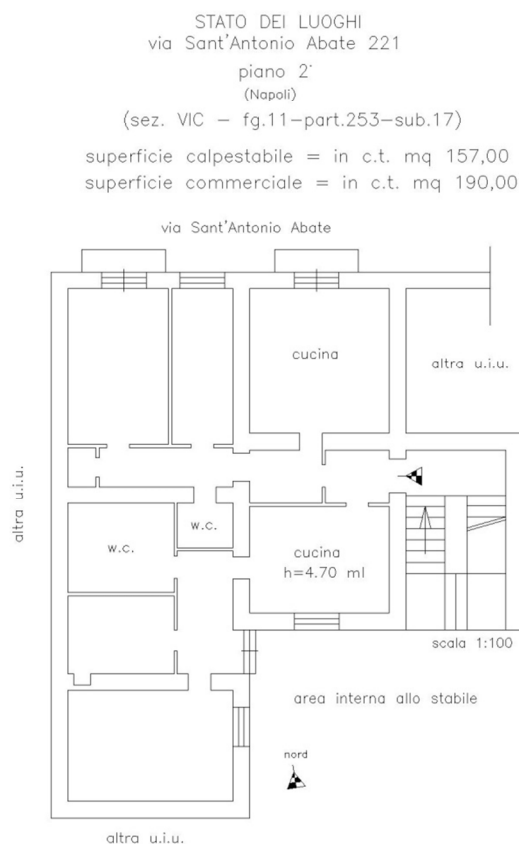 STATO DEI LUOGHI
via Sant'Antonio Abate 221
piano 2°
(Napoli)
(sez. VIC – fg.11–part.253–sub.17)
superficie calpestabile = in c.t. mq 157,00
superficie commerciale = in c.t. mq 190,00
via Sant'Antonio Abate
cucina
altra u.i.u.
altra u.i.u.
w.c.
w.c.
cucina
h=4.70 ml
scala 1:100
area interna allo stabile
nord
altra u.i.u.